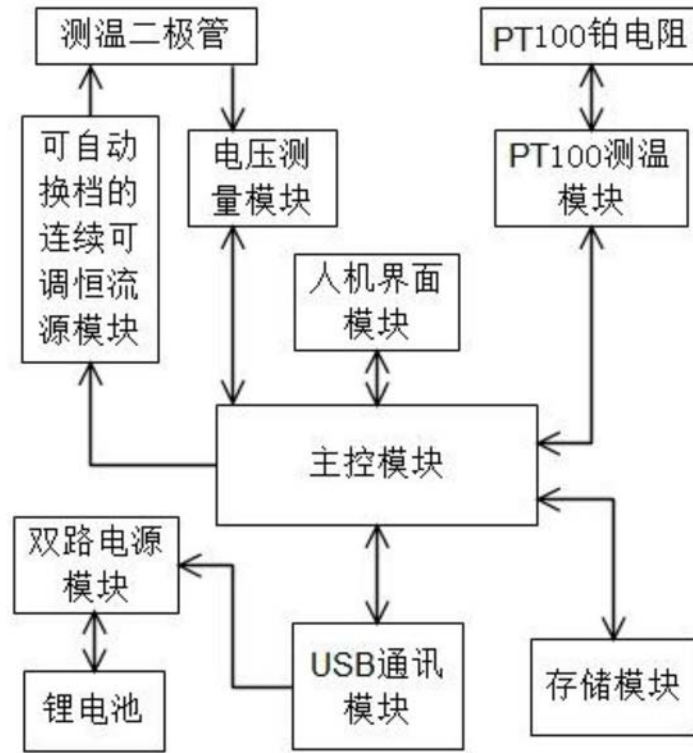 测温二极管
PT100铂电阻
可自动
换档的
连续可
调恒流
源模块
电压测
量模块
PT100测温
模块
人机界面
模块
主控模块
双路电源
模块
锂电池
USB通讯
模块
存储模块